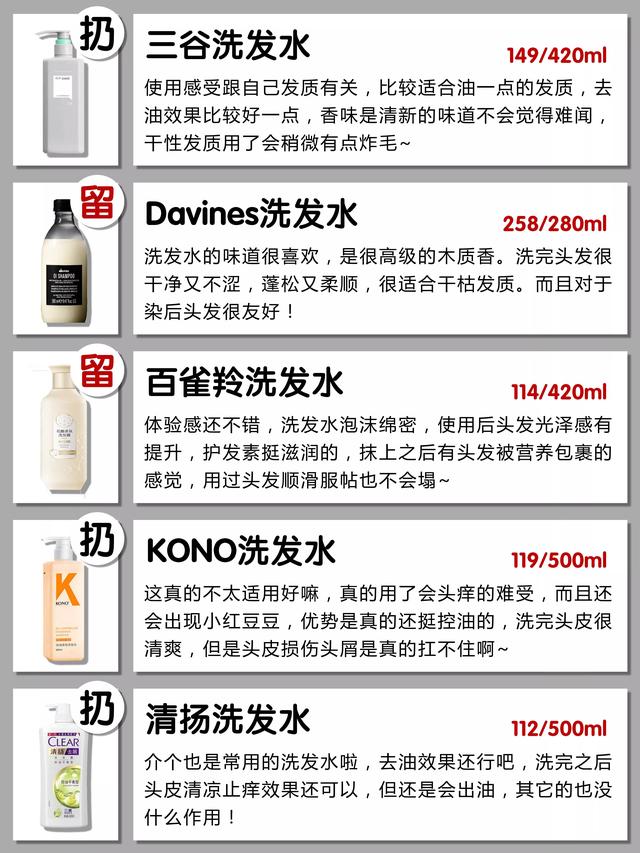 扔
三谷洗发水
149/420ml
使用感受跟自己发质有关，比较适合油一点的发质，去
油效果比较好一点，香味是清新的味道不会觉得难闻，
干性发质用了会稍微有点炸毛~
留
Davines洗发水
258/280ml
OI SHAMPOO
洗发水的味道很喜欢，是很高级的木质香。洗完头发很
干净又不涩，蓬松又柔顺，很适合干枯发质。而且对于
染后头发很友好！
留
百雀羚洗发水
114/420ml
体验感还不错，洗发水泡沫绵密，使用后头发光泽感有
提升，护发素挺滋润的，抹上之后有头发被营养包裹的
感觉，用过头发顺滑服帖也不会塌~
扔
KONO洗发水
119/500ml
K
KONO
这真的不太适用好嘛，真的用了会头痒的难受，而且还
会出现小红豆豆，优势是真的还挺控油的，洗完头皮很
清爽，但是头皮损伤头屑是真的扛不住啊~
扔
清扬洗发水
112/500ml
CLEAR
清扬
介个也是常用的洗发水啦，去油效果还行吧，洗完之后
头皮清凉止痒效果还可以，但还是会出油，其它的也没
什么作用！